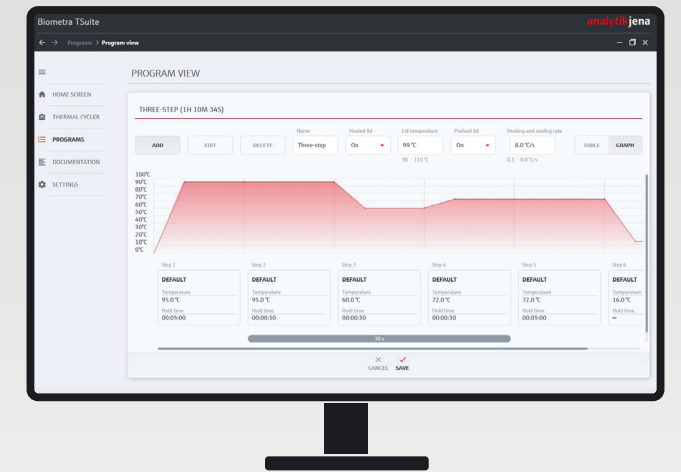 Biometra TSuite
analytikjena
← → Programs > Program view
PROGRAM VIEW
HOME SCREEN
THERMAL CYCLER
PROGRAMS
DOCUMENTATION
SETTINGS
THREE-STEP (1H 10M 34S)
Name Heated lid Lid temperature Preheat lid Heating and cooling rate
ADD EDIT DELETE Three-step On 99 °C On 8.0 °C/s TABLE GRAPH
30 - 110 °C 0.1 - 8.0 °C/s
100°C
90°C
80°C
70°C
60°C
50°C
40°C
30°C
20°C
10°C
0°C
Step 1 Step 2 Step 3 Step 4 Step 5 Step 6
DEFAULT DEFAULT DEFAULT DEFAULT DEFAULT DEFAULT
Temperature Temperature Temperature Temperature Temperature Temperature
95.0 °C 95.0 °C 60.0 °C 72.0 °C 72.0 °C 16.0 °C
Hold time Hold time Hold time Hold time Hold time Hold time
00:05:00 00:00:30 00:00:30 00:00:30 00:05:00 ∞
30 x
CANCEL SAVE